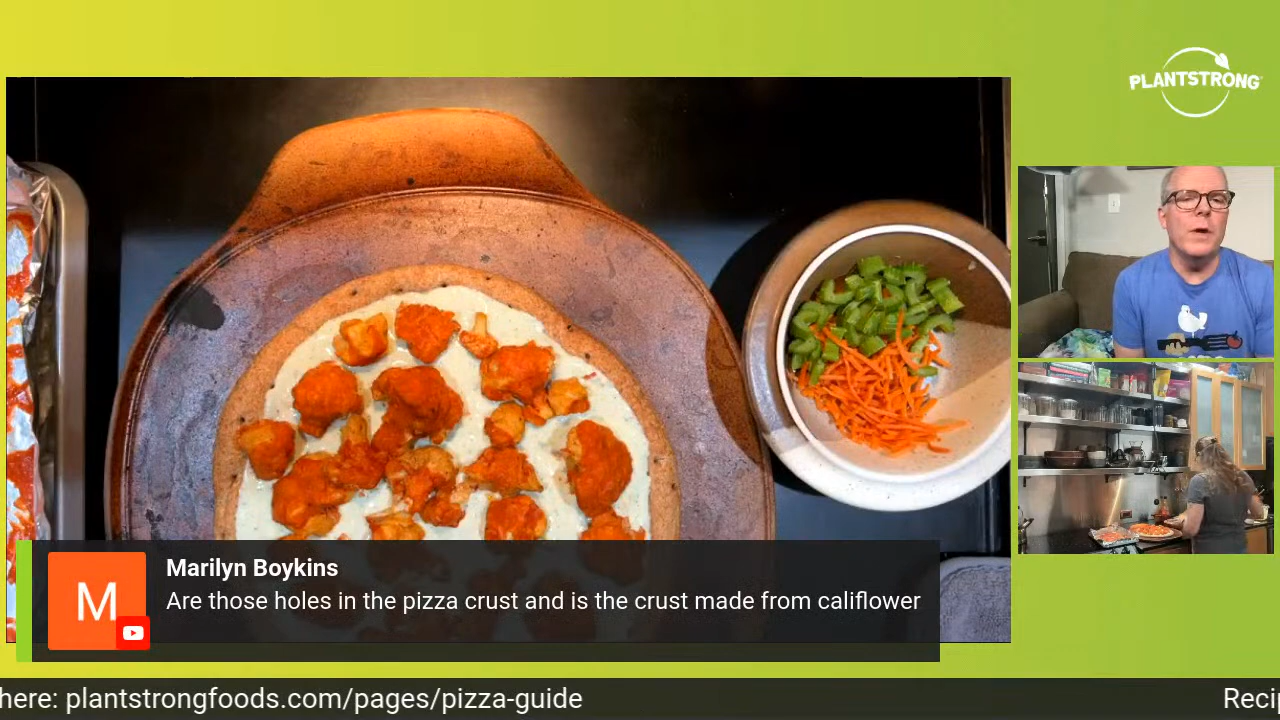 PLANTSTRONG
M
Marilyn Boykins
Are those holes in the pizza crust and is the crust made from califlower
here: plantstrongfoods.com/pages/pizza-guide
Recip